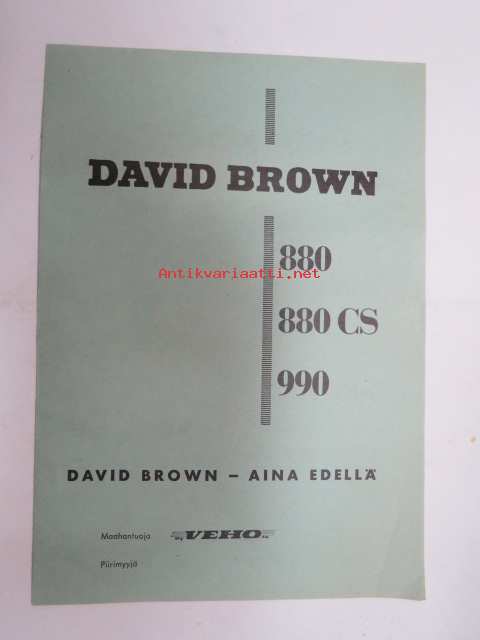 DAVID BROWN
880
Antikvariaatti.net
880 CS
990
DAVID BROWN – AINA EDELLÄ
Maahantuoja VEHO
Piirimyyjä